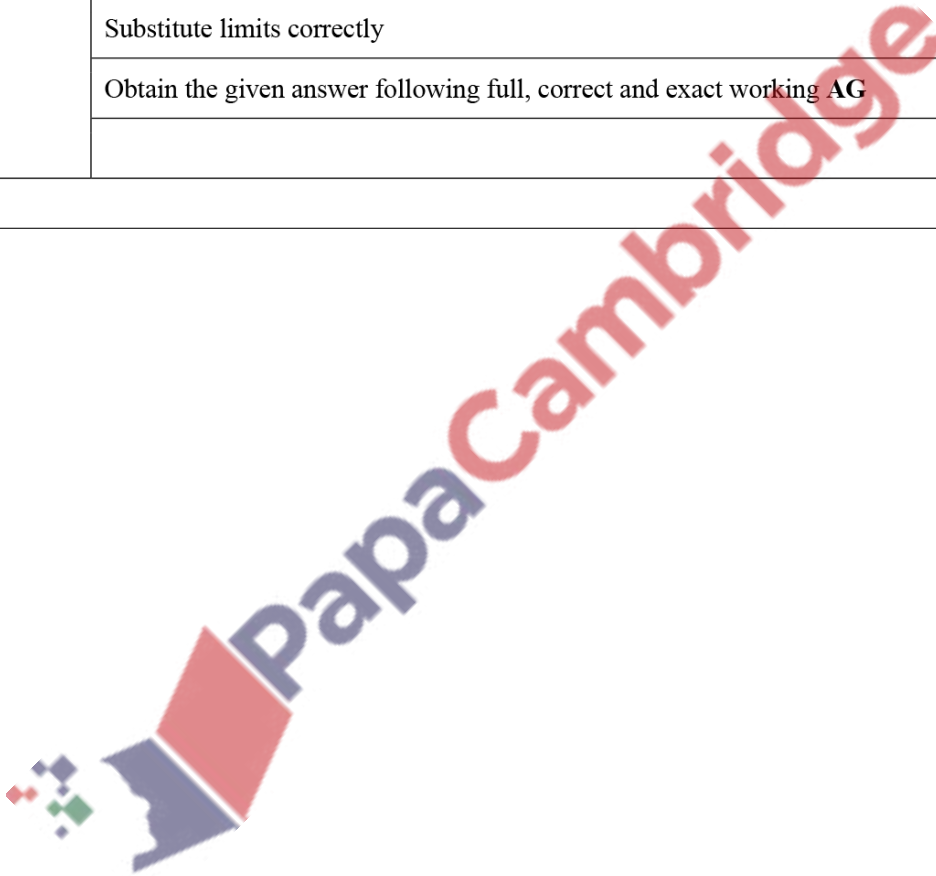 Substitute limits correctly
Obtain the given answer following full, correct and exact working AG
PapaCambridge